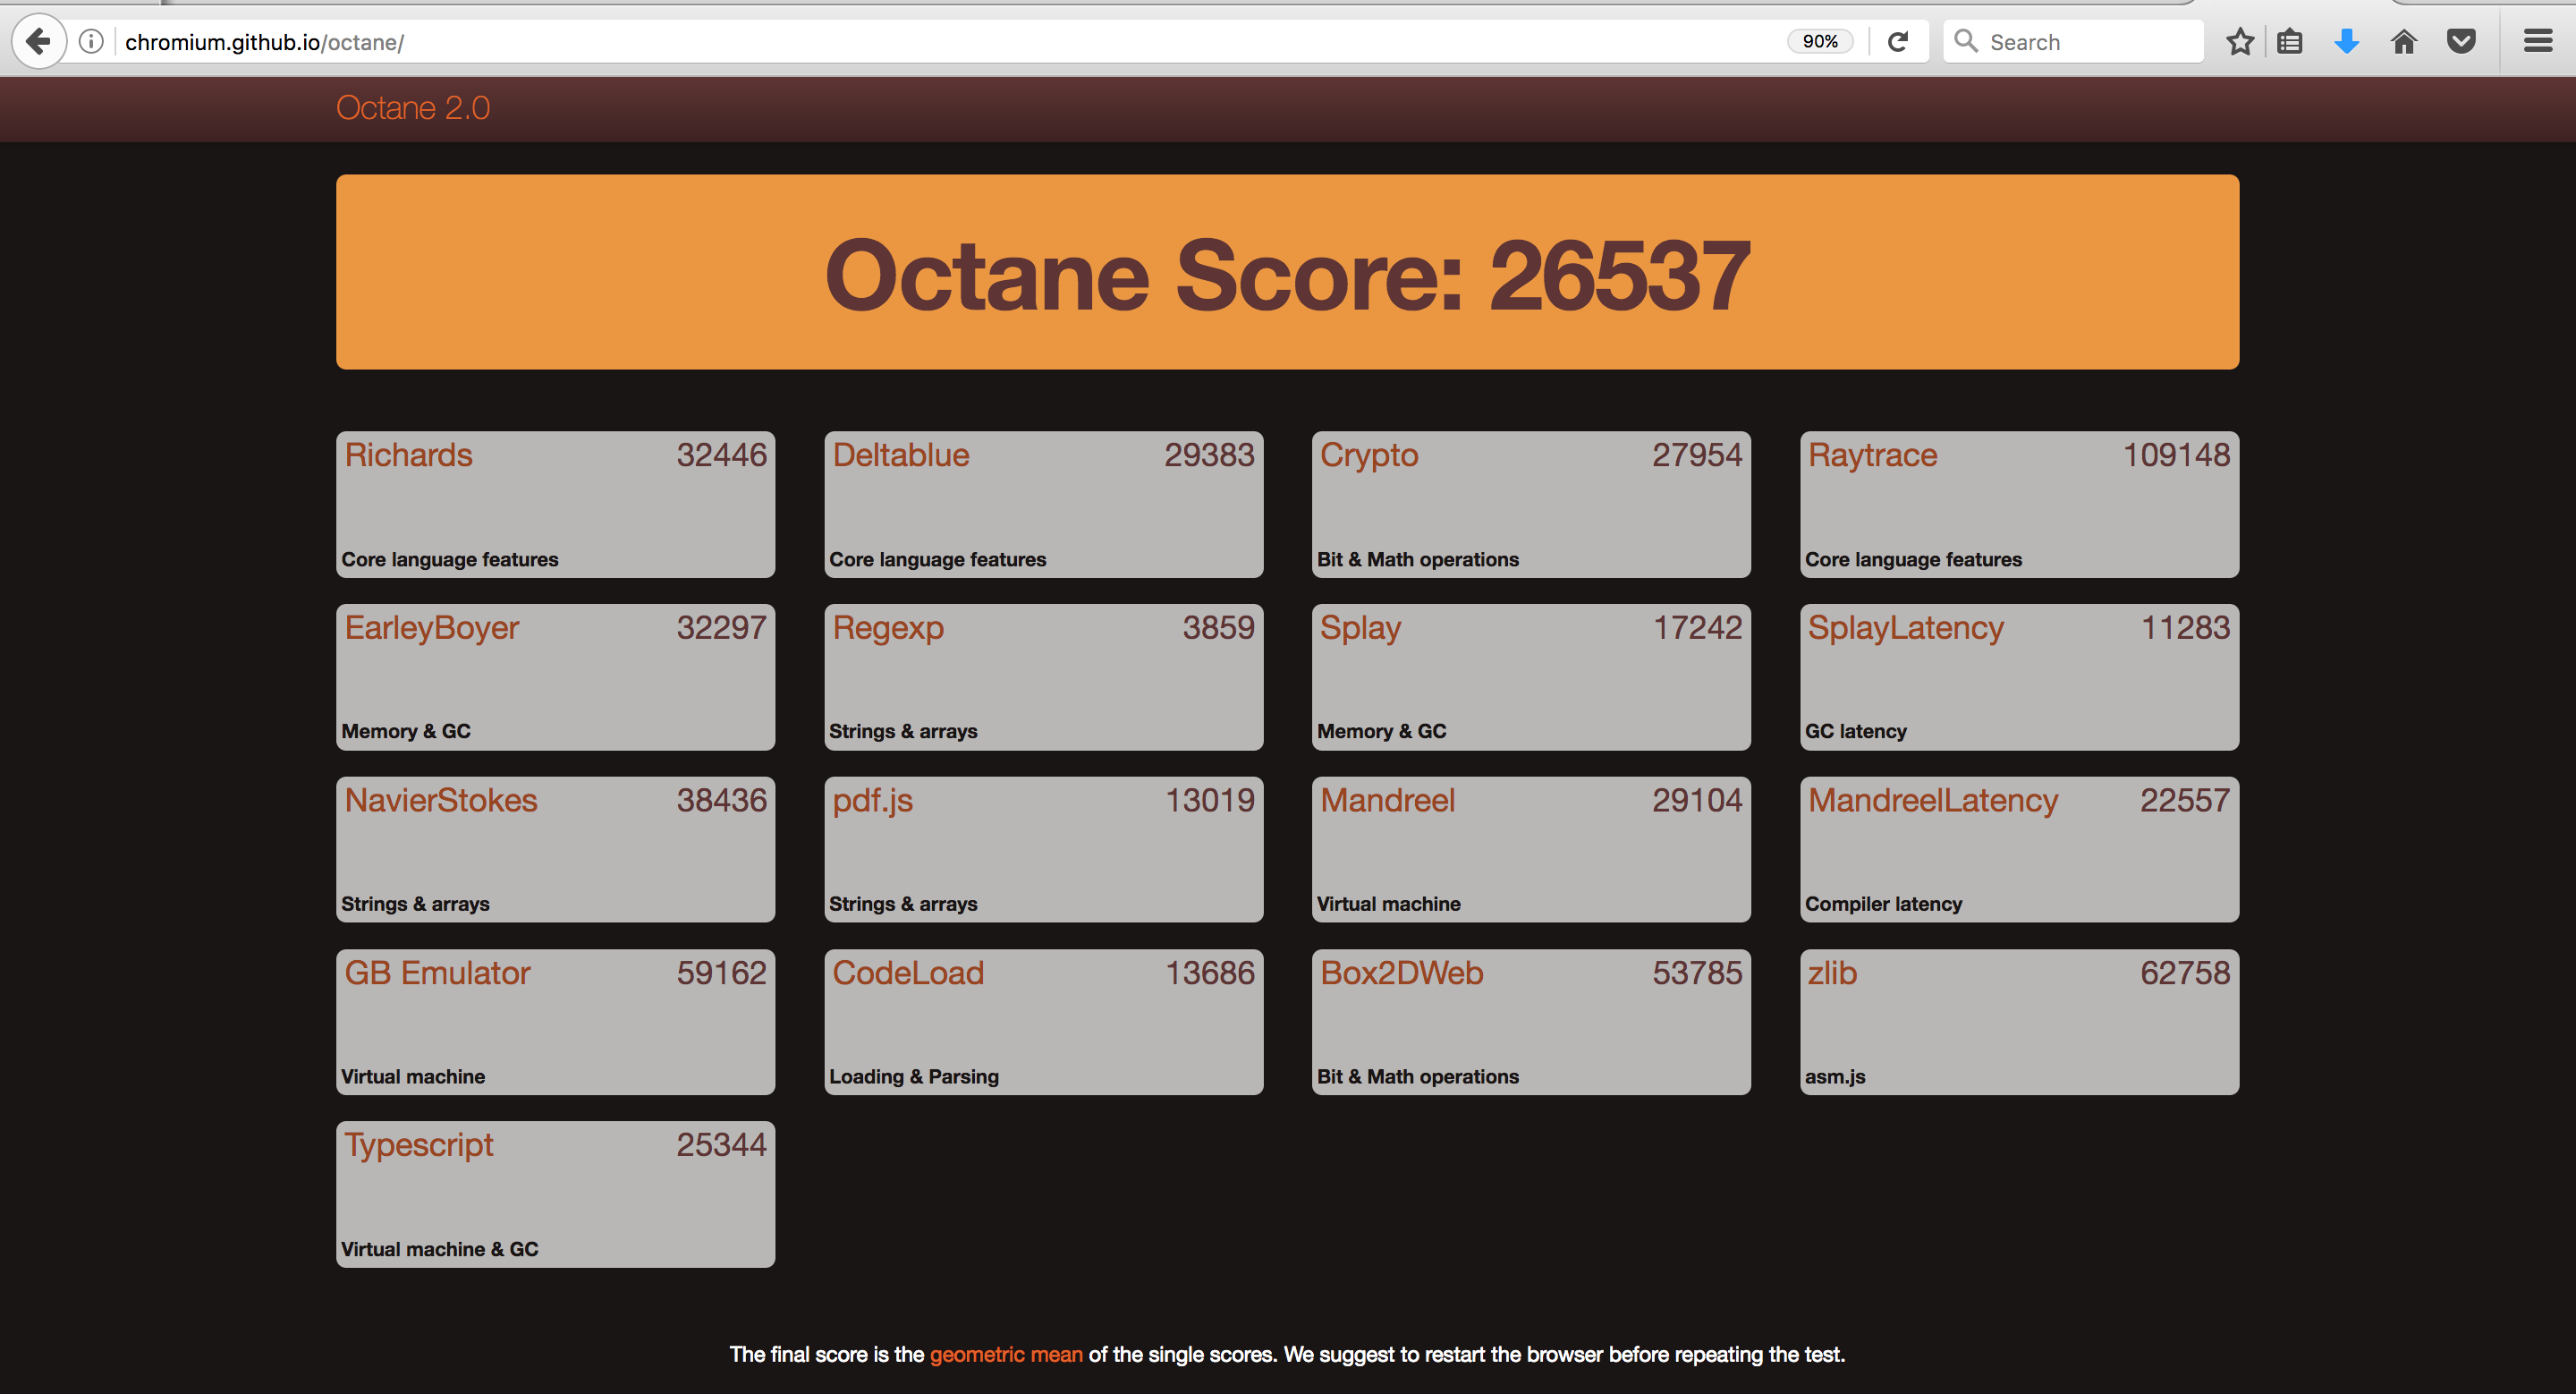 chromium.github.io/octane/
90%
Search
Octane 2.0
Octane Score: 26537
Richards 32446
Core language features
Deltablue 29383
Core language features
Crypto 27954
Bit & Math operations
Raytrace 109148
Core language features
EarleyBoyer 32297
Memory & GC
Regexp 3859
Strings & arrays
Splay 17242
Memory & GC
SplayLatency 11283
GC latency
NavierStokes 38436
Strings & arrays
pdf.js 13019
Strings & arrays
Mandreel 29104
Virtual machine
MandreelLatency 22557
Compiler latency
GB Emulator 59162
Virtual machine
CodeLoad 13686
Loading & Parsing
Box2DWeb 53785
Bit & Math operations
zlib 62758
asm.js
Typescript 25344
Virtual machine & GC
The final score is the geometric mean of the single scores. We suggest to restart the browser before repeating the test.